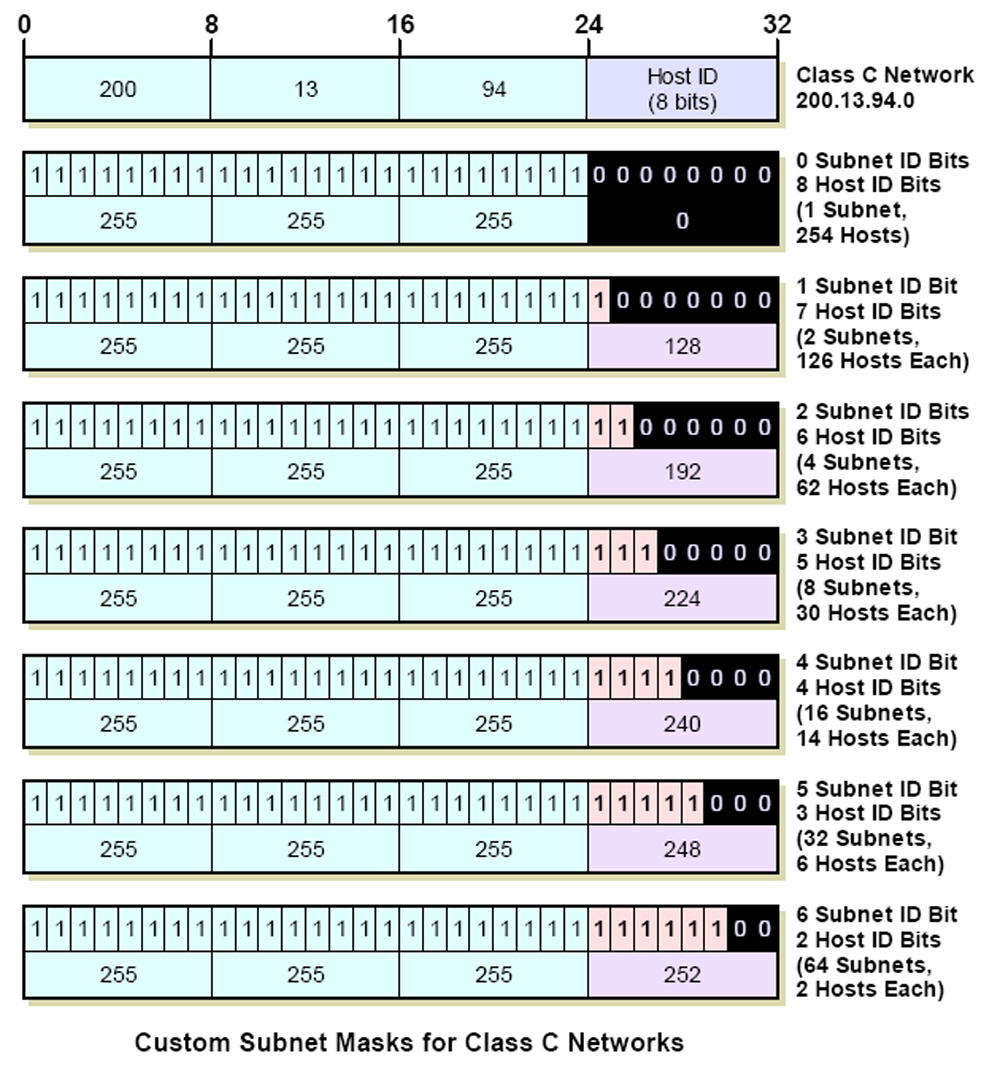 0 8 16 24 32
200 13 94 Host ID
(8 bits)
Class C Network
200.13.94.0
1 1 1 1 1 1 1 1 1 1 1 1 1 1 1 1 1 1 1 1 1 1 1 1 0 0 0 0 0 0 0 0
255 255 255 0
0 Subnet ID Bits
8 Host ID Bits
(1 Subnet,
254 Hosts)
1 1 1 1 1 1 1 1 1 1 1 1 1 1 1 1 1 1 1 1 1 1 1 1 1 0 0 0 0 0 0 0
255 255 255 128
1 Subnet ID Bit
7 Host ID Bits
(2 Subnets,
126 Hosts Each)
1 1 1 1 1 1 1 1 1 1 1 1 1 1 1 1 1 1 1 1 1 1 1 1 1 1 0 0 0 0 0 0
255 255 255 192
2 Subnet ID Bits
6 Host ID Bits
(4 Subnets,
62 Hosts Each)
1 1 1 1 1 1 1 1 1 1 1 1 1 1 1 1 1 1 1 1 1 1 1 1 1 1 1 0 0 0 0 0
255 255 255 224
3 Subnet ID Bit
5 Host ID Bits
(8 Subnets,
30 Hosts Each)
1 1 1 1 1 1 1 1 1 1 1 1 1 1 1 1 1 1 1 1 1 1 1 1 1 1 1 1 0 0 0 0
255 255 255 240
4 Subnet ID Bit
4 Host ID Bits
(16 Subnets,
14 Hosts Each)
1 1 1 1 1 1 1 1 1 1 1 1 1 1 1 1 1 1 1 1 1 1 1 1 1 1 1 1 1 0 0 0
255 255 255 248
5 Subnet ID Bit
3 Host ID Bits
(32 Subnets,
6 Hosts Each)
1 1 1 1 1 1 1 1 1 1 1 1 1 1 1 1 1 1 1 1 1 1 1 1 1 1 1 1 1 1 0 0
255 255 255 252
6 Subnet ID Bit
2 Host ID Bits
(64 Subnets,
2 Hosts Each)
Custom Subnet Masks for Class C Networks